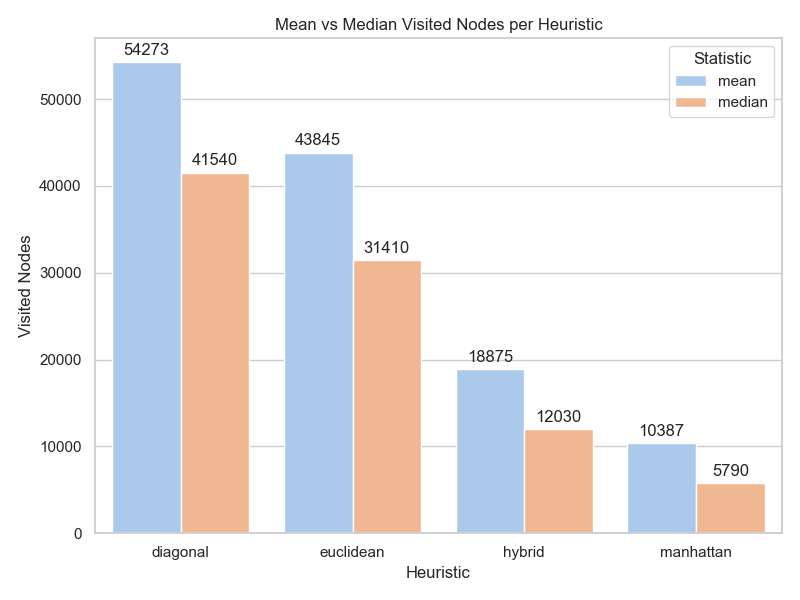 Mean vs Median Visited Nodes per Heuristic
Statistic
mean
median
54273
41540
43845
31410
18875
12030
10387
5790
50000
40000
30000
20000
10000
0
Visited Nodes
diagonal
euclidean
hybrid
manhattan
Heuristic